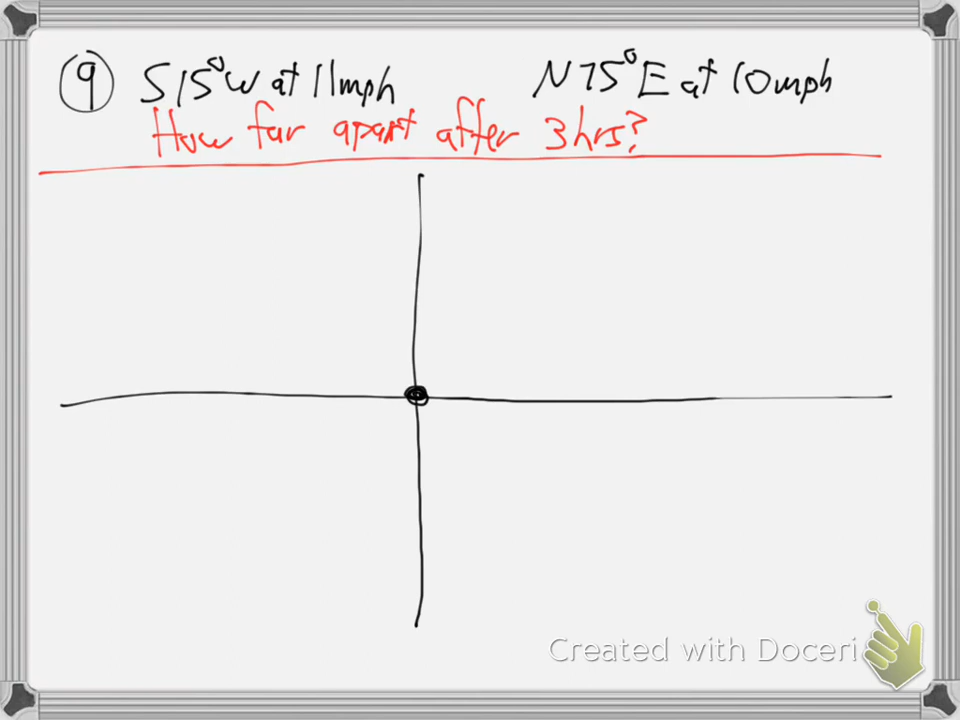 9 S15°W at 11mph N75°E at 10mph
How far apart after 3hrs?
Created with Doceri